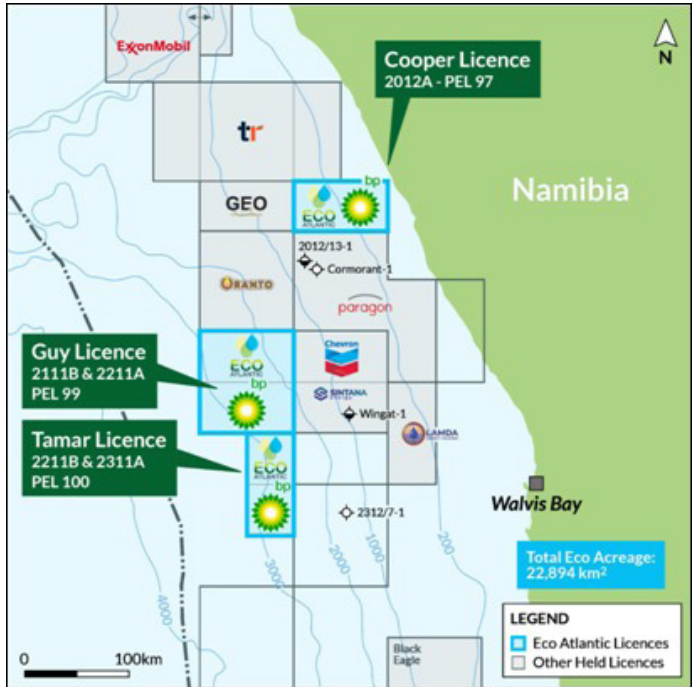 ExxonMobil
N
Cooper Licence
2012A - PEL 97
tr
Namibia
GEO
ECO
ATLANTIC
bp
2012/13-1
Cormorant-1
ORANTO
paragon
Guy Licence
2111B & 2211A
PEL 99
ECO
ATLANTIC
bp
Chevron
SINTANA
ENERGY
Wingat-1
LAMDA
Tamar Licence
2211B & 2311A
PEL 100
ECO
ATLANTIC
bp
Walvis Bay
2312/7-1
200
1000
2000
3000
4000
Total Eco Acreage:
22,894 km²
LEGEND
Eco Atlantic Licences
Other Held Licences
Black
Eagle
0 100km